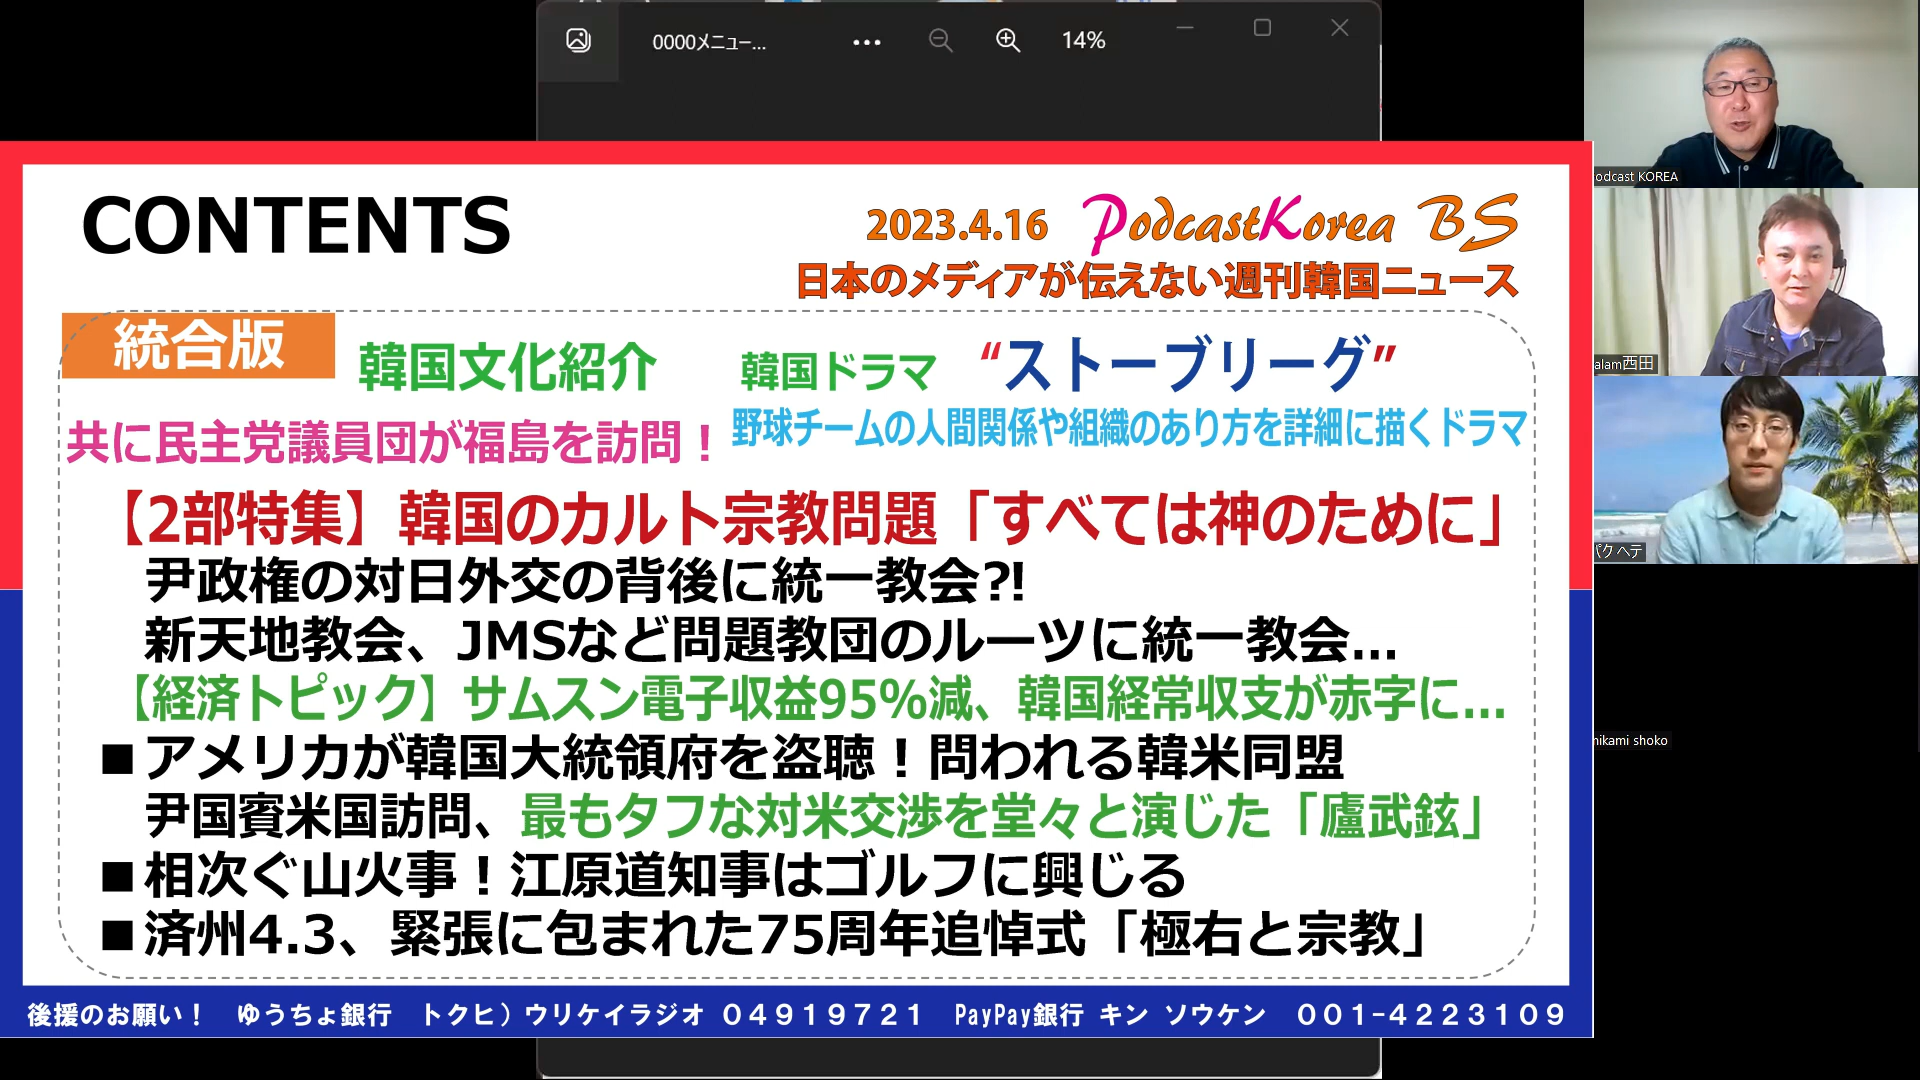 0000メニュー...
14%
CONTENTS
2023.4.16 PodcastKorea BS
日本のメディアが伝えない週刊韓国ニュース
統合版
韓国文化紹介
韓国ドラマ “ストーブリーグ”
共に民主党議員団が福島を訪問！
野球チームの人間関係や組織のあり方を詳細に描くドラマ
【2部特集】韓国のカルト宗教問題「すべては神のために」
尹政権の対日外交の背後に統一教会?!
新天地教会、JMSなど問題教団のルーツに統一教会...
【経済トピック】サムスン電子収益95%減、韓国経常収支が赤字に...
■アメリカが韓国大統領府を盗聴！問われる韓米同盟
尹国賓米国訪問、最もタフな対米交渉を堂々と演じた「廬武鉉」
■相次ぐ山火事！江原道知事はゴルフに興じる
■済州4.3、緊張に包まれた75周年追悼式「極右と宗教」
後援のお願い！ ゆうちょ銀行 トクヒ）ウリケイラジオ ０４９１９７２１ PayPay銀行 キン ソウケン ００１−４２２３１０９
odcast KOREA
alam西田
パク ヘテ
mikami shoko